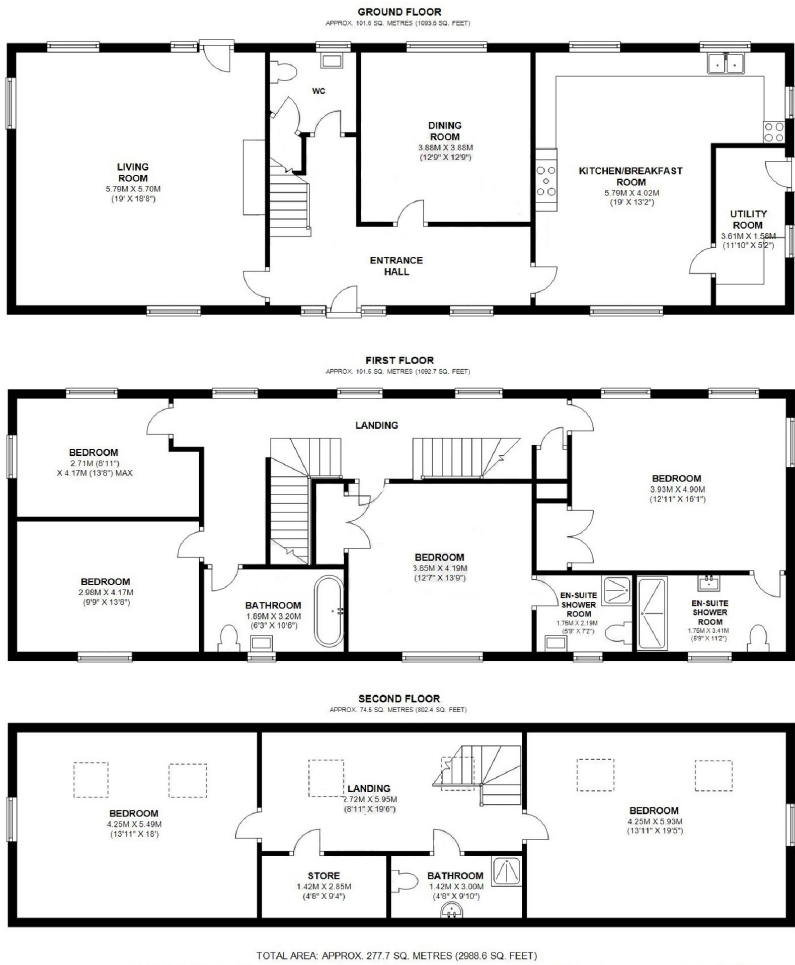 GROUND FLOOR
APPROX. 101.6 SQ. METRES (1093.6 SQ. FEET)
WC
LIVING
ROOM
5.79M X 5.70M
(19' X 18'8")
DINING
ROOM
3.88M X 3.88M
(12'9" X 12'9")
KITCHEN/BREAKFAST
ROOM
5.79M X 4.02M
(19' X 13'2")
UTILITY
ROOM
3.61M X 1.58M
(11'10" X 5'2")
ENTRANCE
HALL
FIRST FLOOR
APPROX. 101.5 SQ. METRES (1092.7 SQ. FEET)
LANDING
BEDROOM
2.71M (8'11")
X 4.17M (13'8") MAX
BEDROOM
3.93M X 4.90M
(12'11" X 16'1")
BEDROOM
2.98M X 4.17M
(9'9" X 13'8")
BEDROOM
3.85M X 4.19M
(12'7" X 13'9")
BATHROOM
1.89M X 3.20M
(6'3" X 10'6")
EN-SUITE
SHOWER
ROOM
1.75M X 2.19M
(5'9" X 7'2")
EN-SUITE
SHOWER
ROOM
1.75M X 3.41M
(5'9" X 11'2")
SECOND FLOOR
APPROX. 74.5 SQ. METRES (802.4 SQ. FEET)
BEDROOM
4.25M X 5.49M
(13'11" X 18')
LANDING
2.72M X 5.95M
(8'11" X 19'6")
BEDROOM
4.25M X 5.93M
(13'11" X 19'5")
STORE
1.42M X 2.85M
(4'8" X 9'4")
BATHROOM
1.42M X 3.00M
(4'8" X 9'10")
TOTAL AREA: APPROX. 277.7 SQ. METRES (2988.6 SQ. FEET)